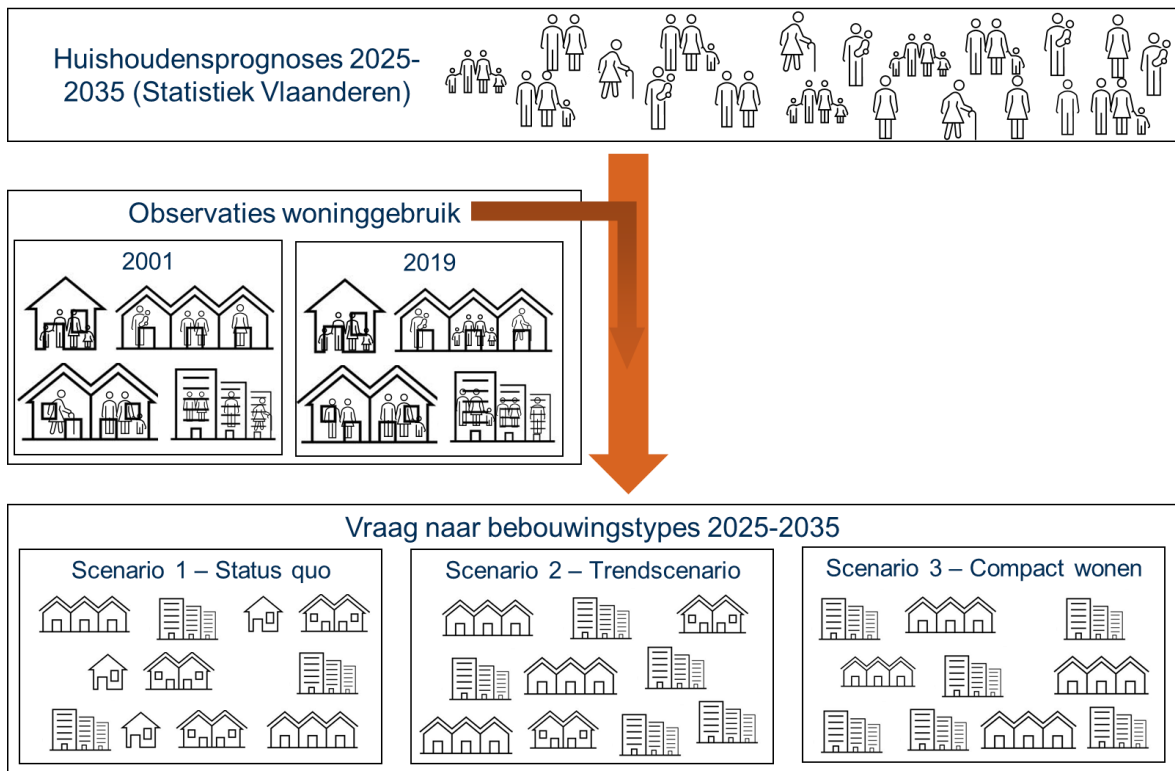 Huishoudensprognoses 2025-
2035 (Statistiek Vlaanderen)
Observaties woninggebruik
2001
2019
Vraag naar bebouwingstypes 2025-2035
Scenario 1 – Status quo
Scenario 2 – Trendscenario
Scenario 3 – Compact wonen